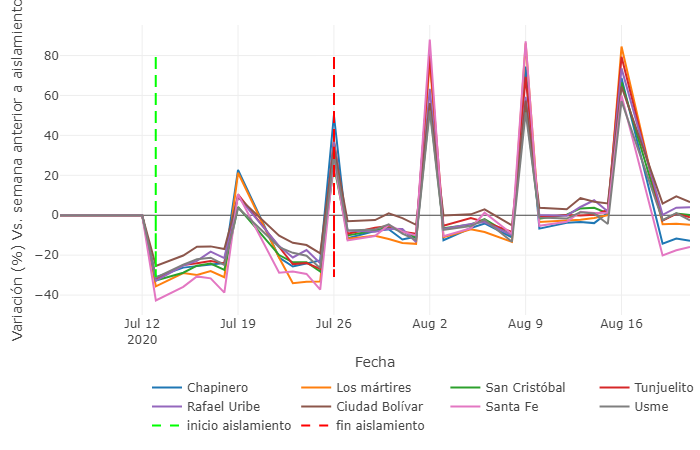 Variación (%) Vs. semana anterior a aislamiento
80
60
40
20
0
−20
−40
Jul 12
2020
Jul 19
Jul 26
Aug 2
Aug 9
Aug 16
Fecha
Chapinero
Los mártires
San Cristóbal
Tunjuelito
Rafael Uribe
Ciudad Bolívar
Santa Fe
Usme
inicio aislamiento
fin aislamiento